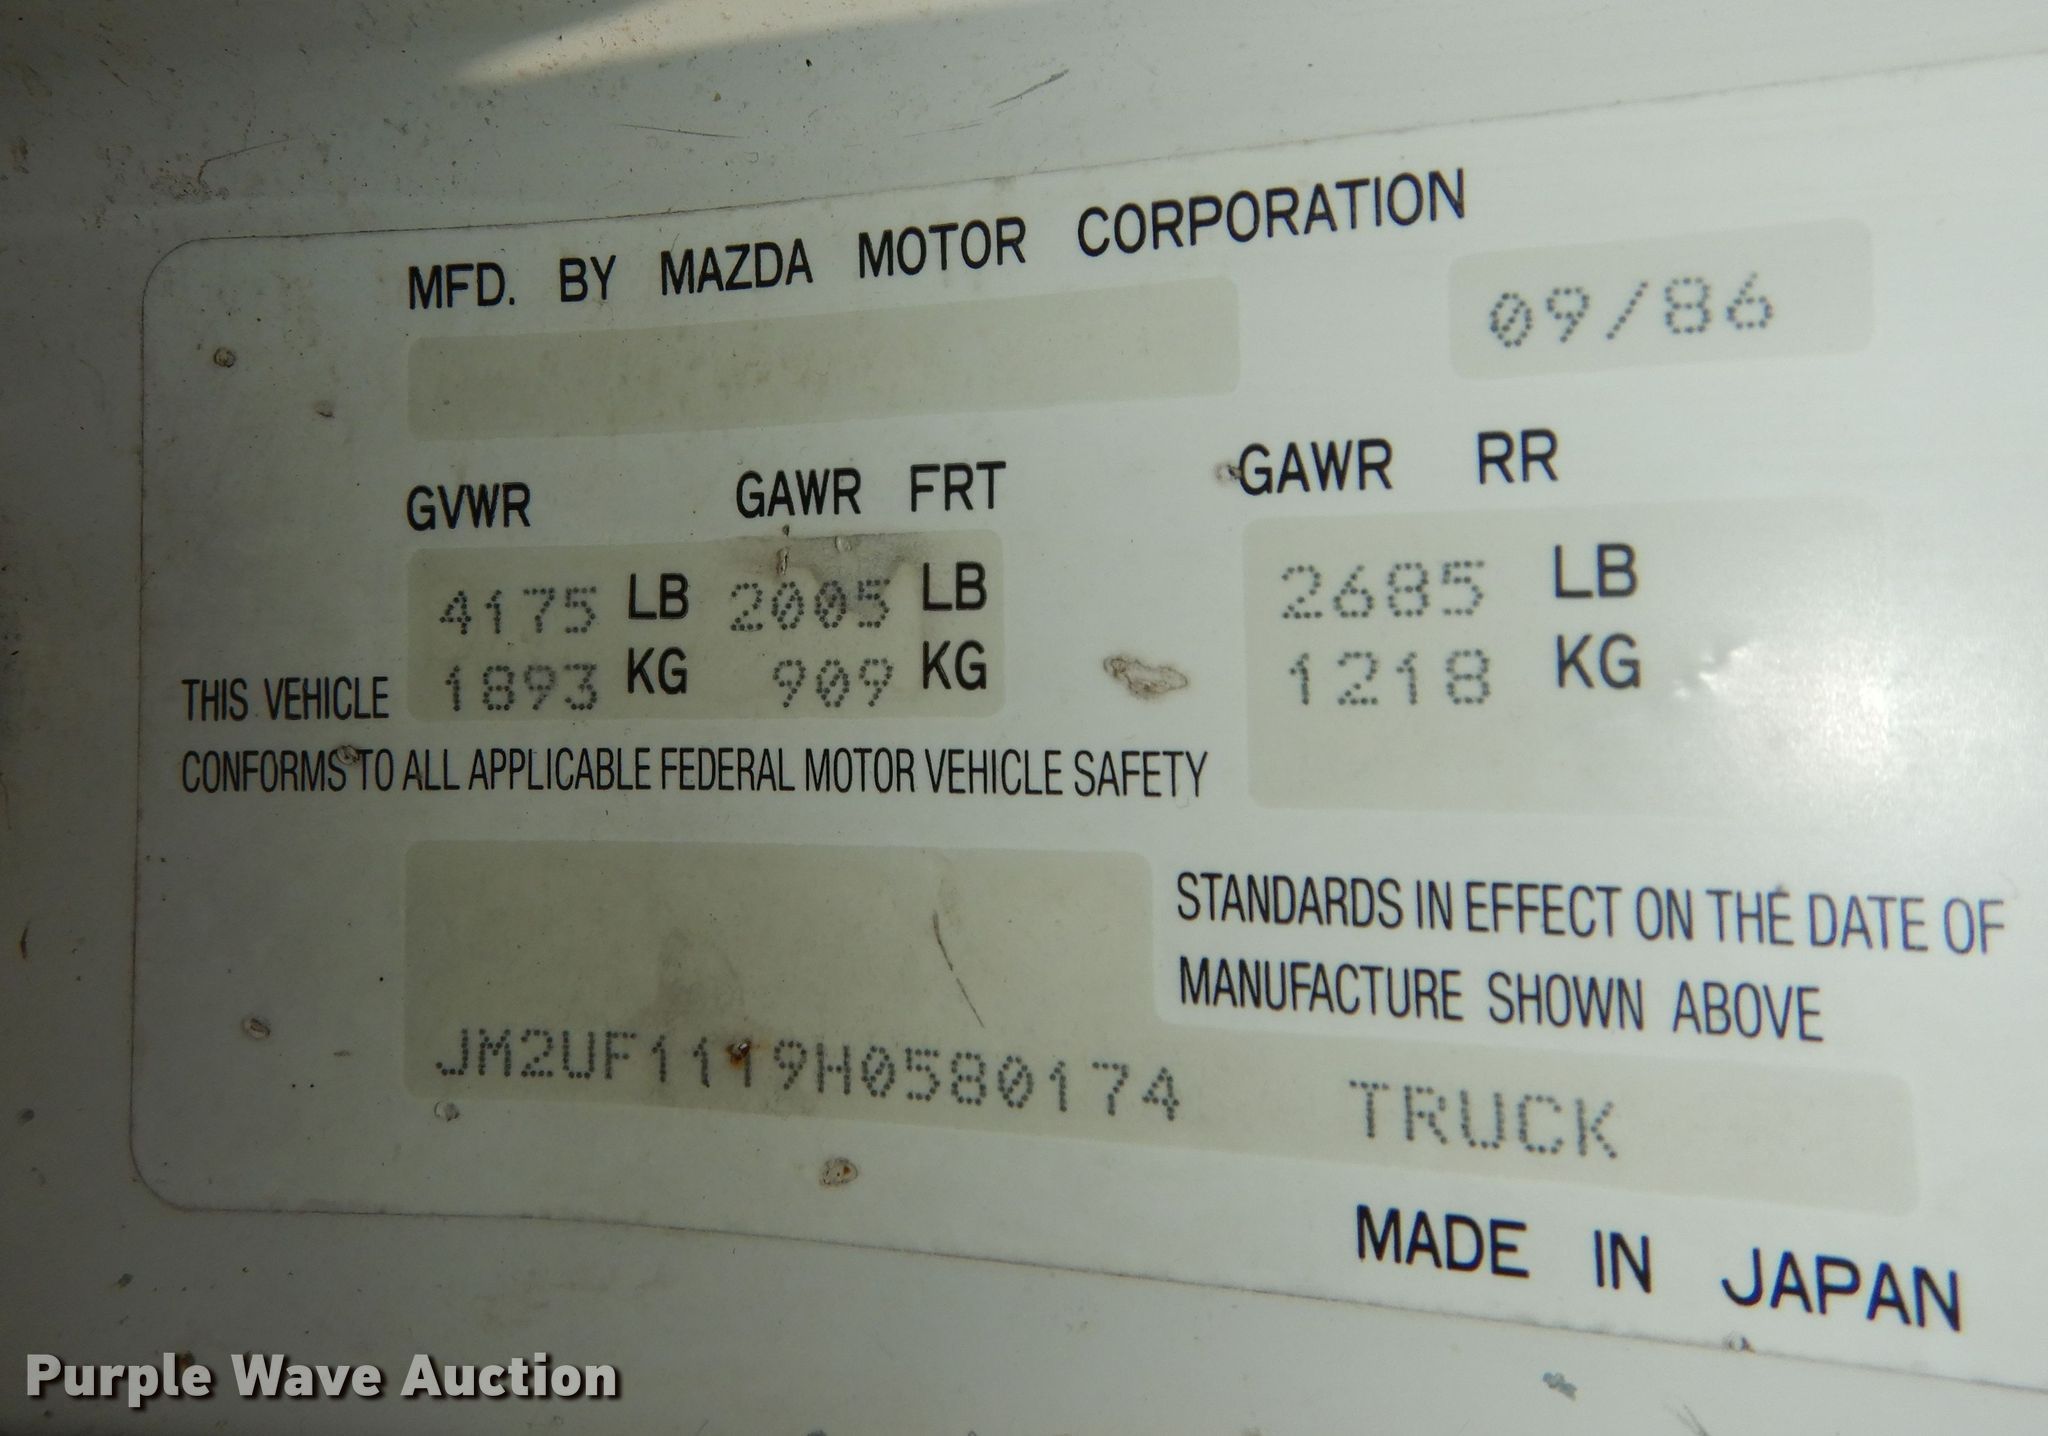 MFD. BY MAZDA MOTOR CORPORATION
09/86
GVWR GAWR FRT GAWR RR
4175 LB 2005 LB 2685 LB
1893 KG 909 KG 1218 KG
THIS VEHICLE
CONFORMS TO ALL APPLICABLE FEDERAL MOTOR VEHICLE SAFETY
STANDARDS IN EFFECT ON THE DATE OF
MANUFACTURE SHOWN ABOVE
JM2UF1119H0580174 TRUCK
MADE IN JAPAN
Purple Wave Auction